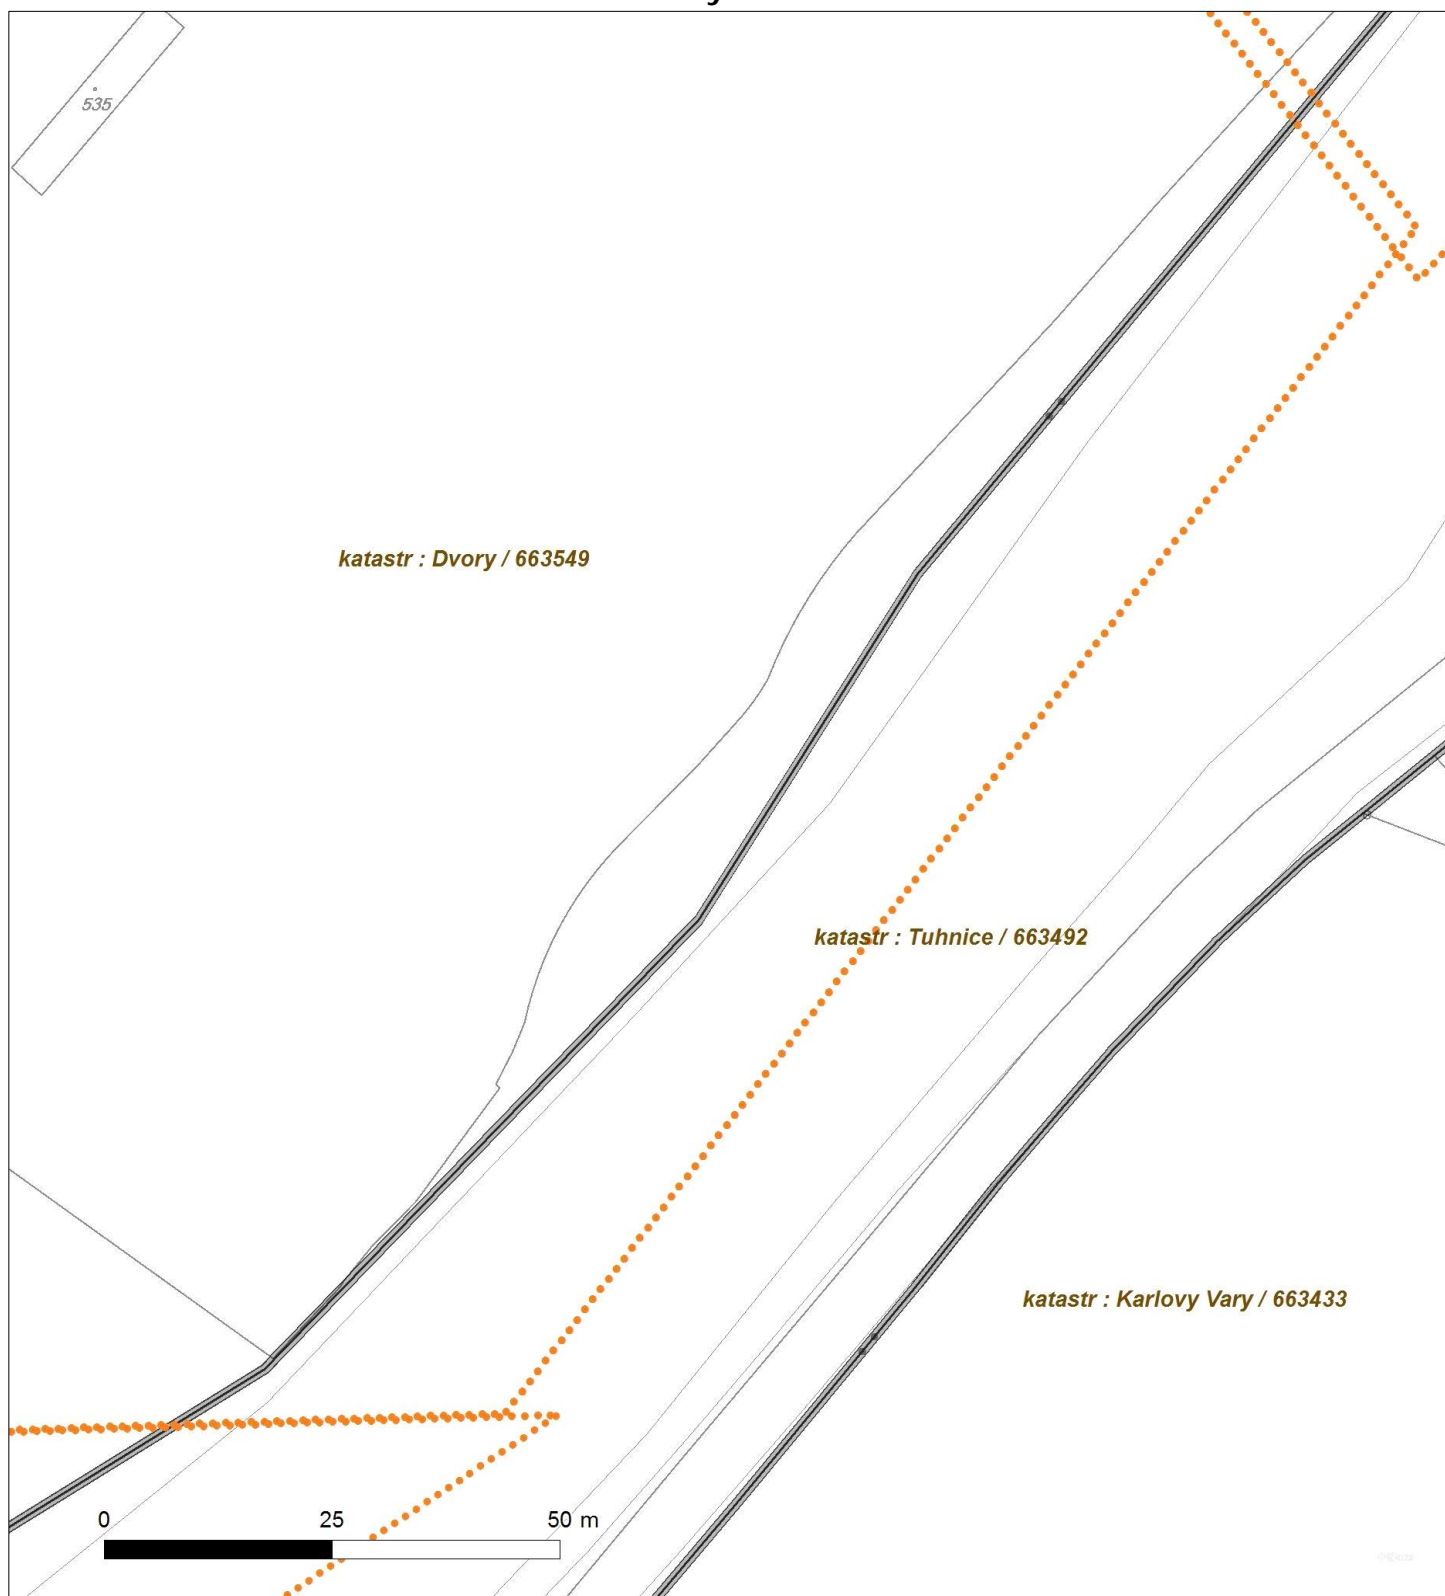 535
katastr : Dvory / 663549
katastr : Tuhnice / 663492
katastr : Karlovy Vary / 663433
0 25 50 m